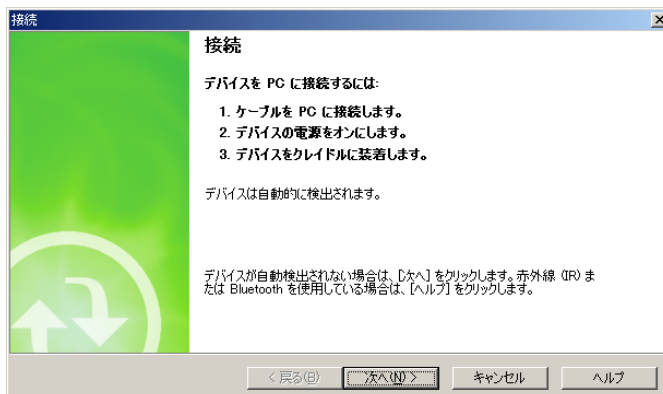 接続
接続
デバイスを PC に接続するには:
1. ケーブルを PC に接続します。
2. デバイスの電源をオンにします。
3. デバイスをクレイドルに装着します。
デバイスは自動的に検出されます。
デバイスが自動検出されない場合は、[次へ] をクリックします。赤外線 (IR) ま
たは Bluetooth を使用している場合は、[ヘルプ] をクリックします。
< 戻る(B) 次へ(N) > キャンセル ヘルプ